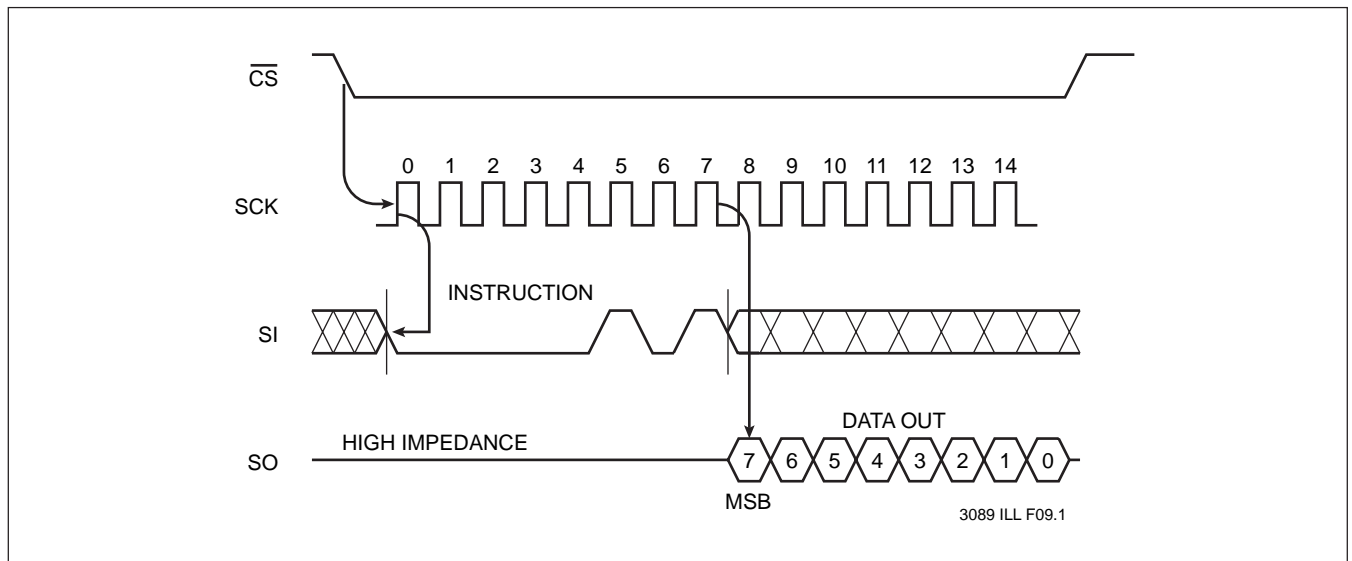 CS
0 1 2 3 4 5 6 7 8 9 10 11 12 13 14
SCK
INSTRUCTION
SI
DATA OUT
HIGH IMPEDANCE
SO
7 6 5 4 3 2 1 0
MSB
3089 ILL F09.1